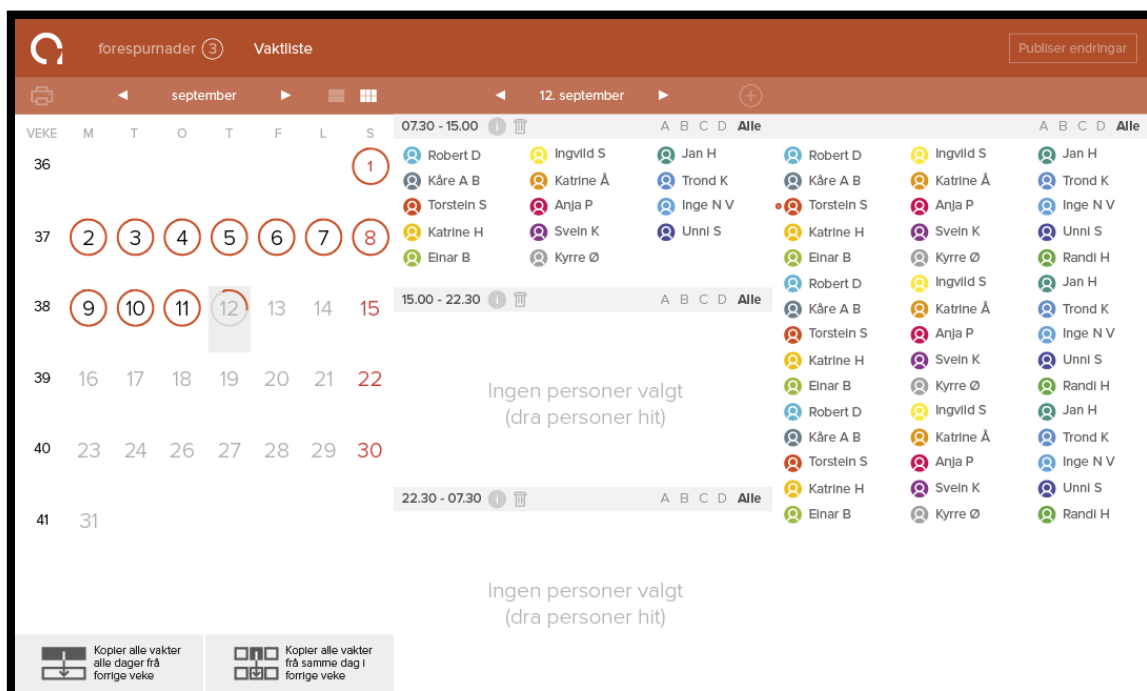 forespurnader 3 Vaktliste Publiser endringar
september 12. september
VEKE M T O T F L S
36 1
37 2 3 4 5 6 7 8
38 9 10 11 12 13 14 15
39 16 17 18 19 20 21 22
40 23 24 26 27 28 29 30
41 31
Kopier alle vakter
alle dager frå
forrige veke
Kopier alle vakter
frå samme dag i
forrige veke
07.30 - 15.00 i A B C D Alle
Robert D Ingvild S Jan H
Kåre A B Katrine Å Trond K
Torstein S Anja P Inge N V
Katrine H Svein K Unni S
Einar B Kyrre Ø
15.00 - 22.30 i A B C D Alle
Ingen personer valgt
(dra personer hit)
22.30 - 07.30 i A B C D Alle
Ingen personer valgt
(dra personer hit)
A B C D Alle
Robert D Ingvild S Jan H
Kåre A B Katrine Å Trond K
Torstein S Anja P Inge N V
Katrine H Svein K Unni S
Einar B Kyrre Ø Randi H
Robert D Ingvild S Jan H
Kåre A B Katrine Å Trond K
Torstein S Anja P Inge N V
Katrine H Svein K Unni S
Einar B Kyrre Ø Randi H
Robert D Ingvild S Jan H
Kåre A B Katrine Å Trond K
Torstein S Anja P Inge N V
Katrine H Svein K Unni S
Einar B Kyrre Ø Randi H